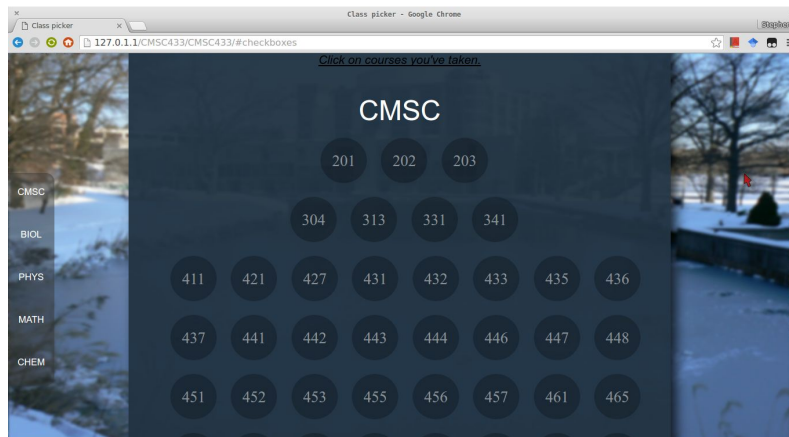 Class picker - Google Chrome
Class picker
Stephen
127.0.1.1/CMSC433/CMSC433/#checkboxes
Click on courses you've taken.
CMSC
201 202 203
304 313 331 341
411 421 427 431 432 433 435 436
437 441 442 443 444 446 447 448
451 452 453 455 456 457 461 465
CMSC
BIOL
PHYS
MATH
CHEM